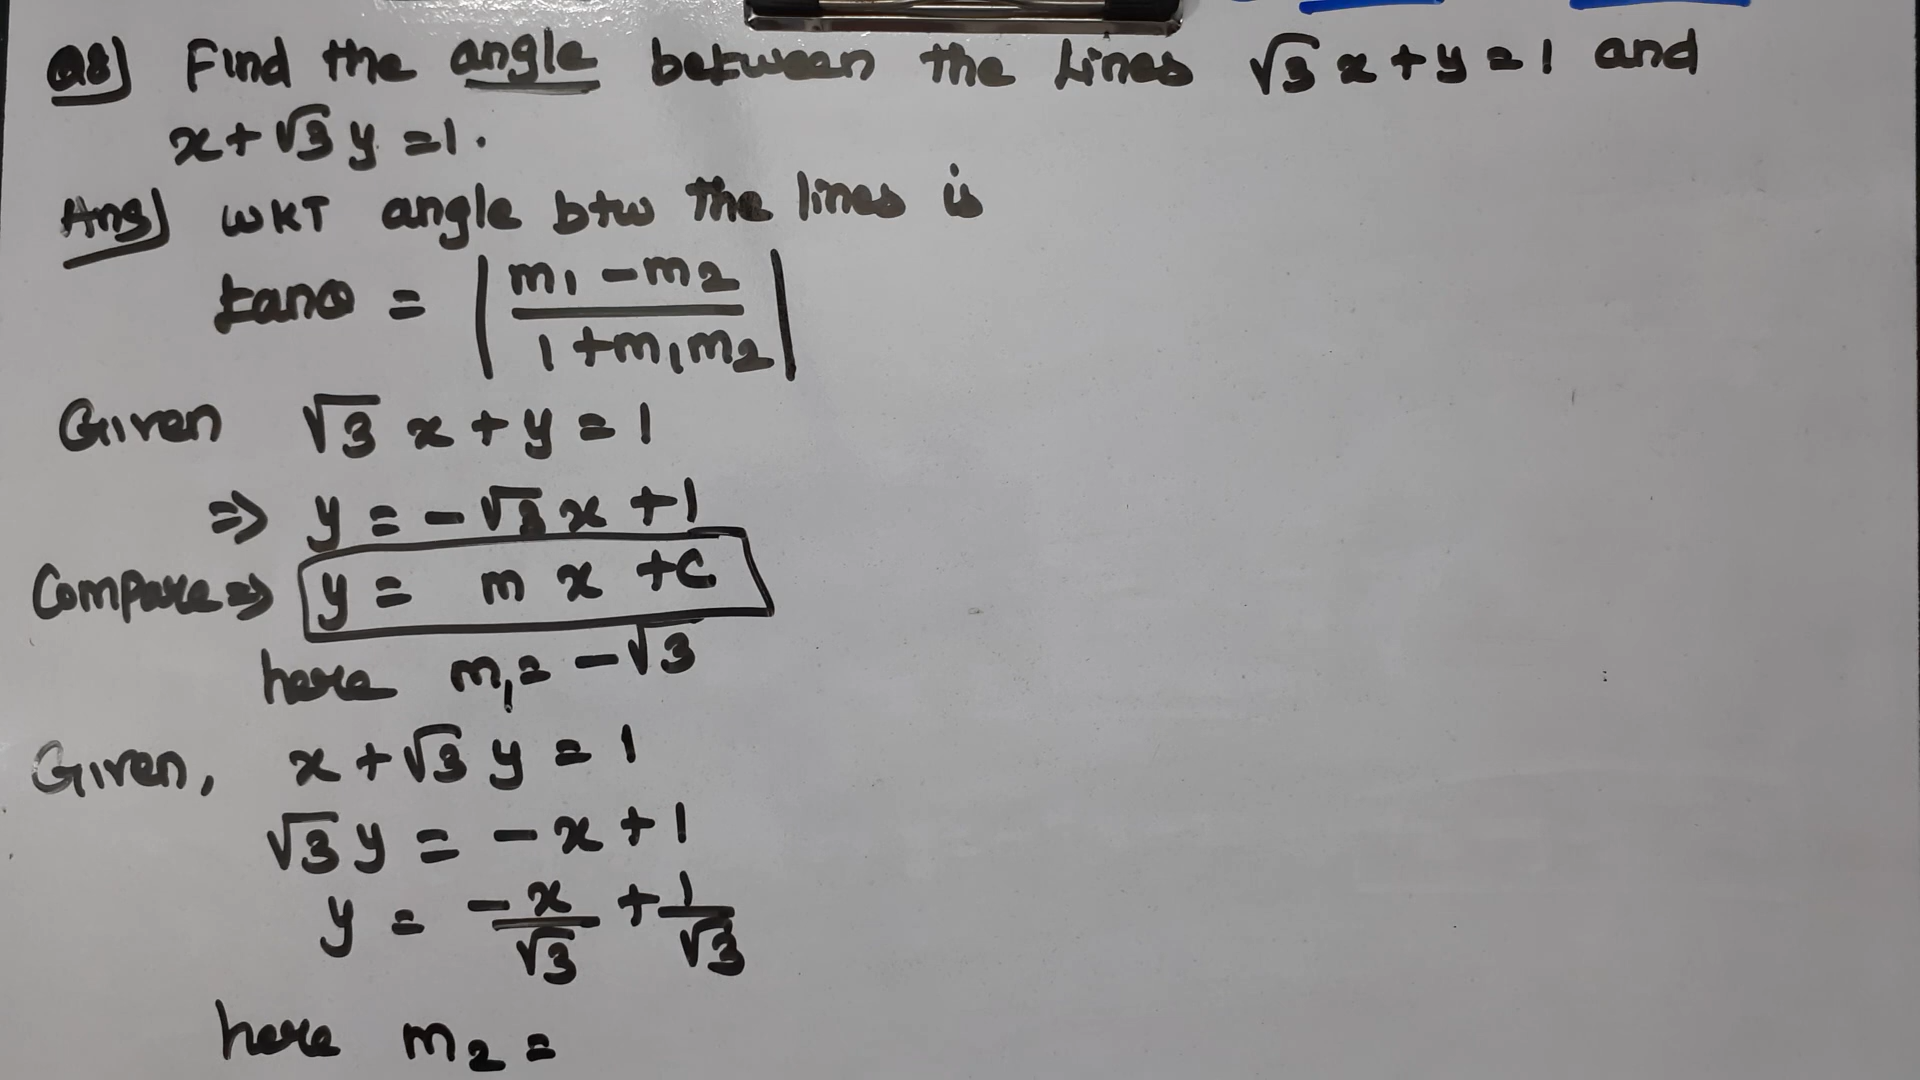 Q8) Find the angle between the lines √3 x + y = 1 and
x + √3 y = 1.
Ans) WKT angle btw the lines is
tanθ = | (m1 - m2) / (1 + m1m2) |
Given √3 x + y = 1
⇒ y = -√3 x + 1
Compare ⇒ y = m x + c
here m1 = -√3
Given, x + √3 y = 1
√3 y = - x + 1
y = -x/√3 + 1/√3
here m2 =